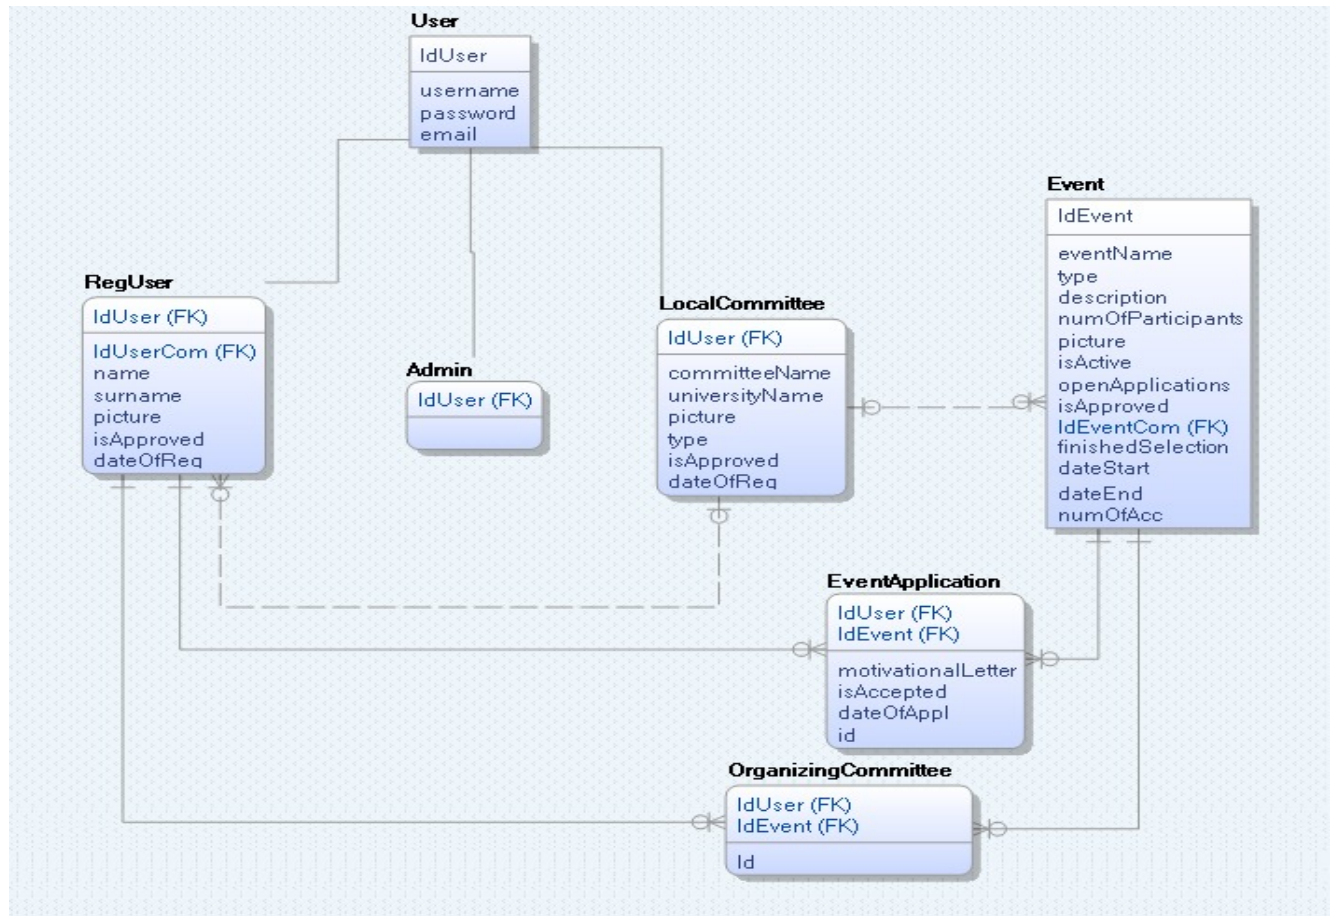 User
IdUser
username
password
email
Event
IdEvent
eventName
type
description
numOfParticipants
picture
isActive
openApplications
isApproved
IdEventCom (FK)
finishedSelection
dateStart
dateEnd
numOfAcc
RegUser
IdUser (FK)
IdUserCom (FK)
name
surname
picture
isApproved
dateOfReq
Admin
IdUser (FK)
LocalCommittee
IdUser (FK)
committeeName
universityName
picture
type
isApproved
dateOfReq
EventApplication
IdUser (FK)
IdEvent (FK)
motivationalLetter
isAccepted
dateOfAppl
id
OrganizingCommittee
IdUser (FK)
IdEvent (FK)
Id